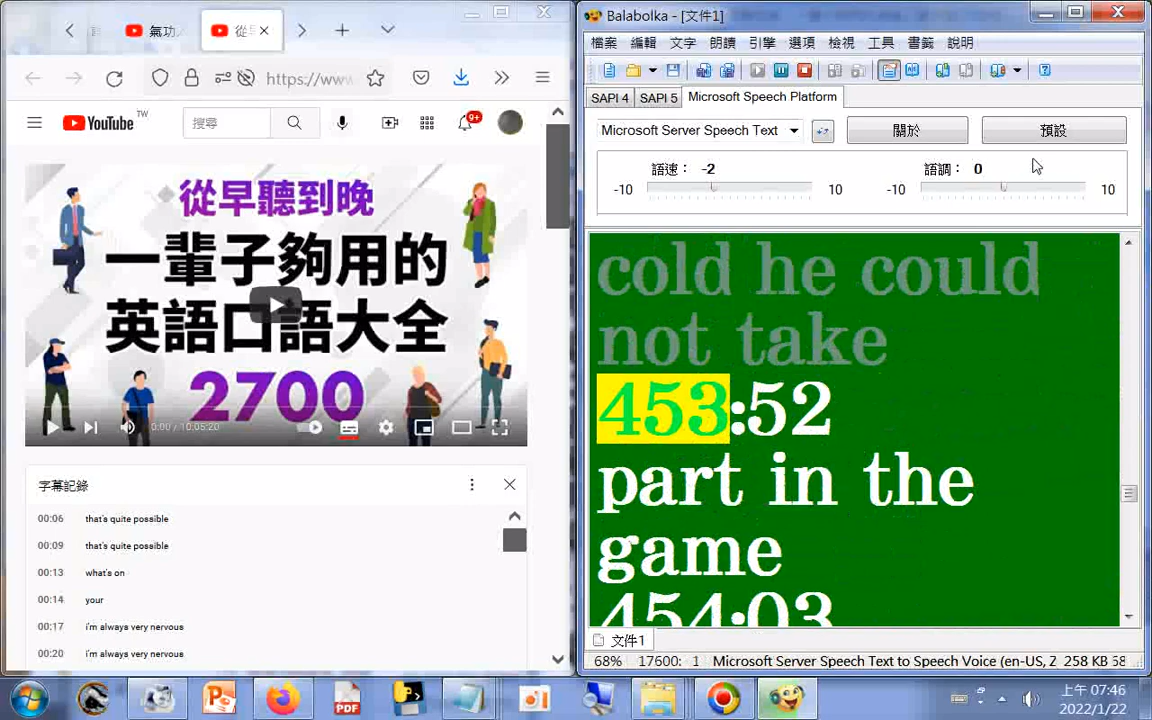 氣功
從
https://www
YouTube TW
搜尋
9+
從早聽到晚
一輩子夠用的
英語口語大全
2700
0:00 / 10:05:20
字幕記錄
00:06 that's quite possible
00:09 that's quite possible
00:13 what's on
00:14 your
00:17 i'm always very nervous
00:20 i'm always very nervous
Balabolka - [文件1]
檔案 編輯 文字 朗讀 引擎 選項 檢視 工具 書籤 說明
SAPI 4 SAPI 5 Microsoft Speech Platform
Microsoft Server Speech Text 關於 預設
語速： -2 語調： 0
-10 10 -10 10
cold he could
not take
453:52
part in the
game
454:03
文件1
68% 17600: 1 Microsoft Server Speech Text to Speech Voice (en-US, Z 258 KB
上午 07:46
2022/1/22